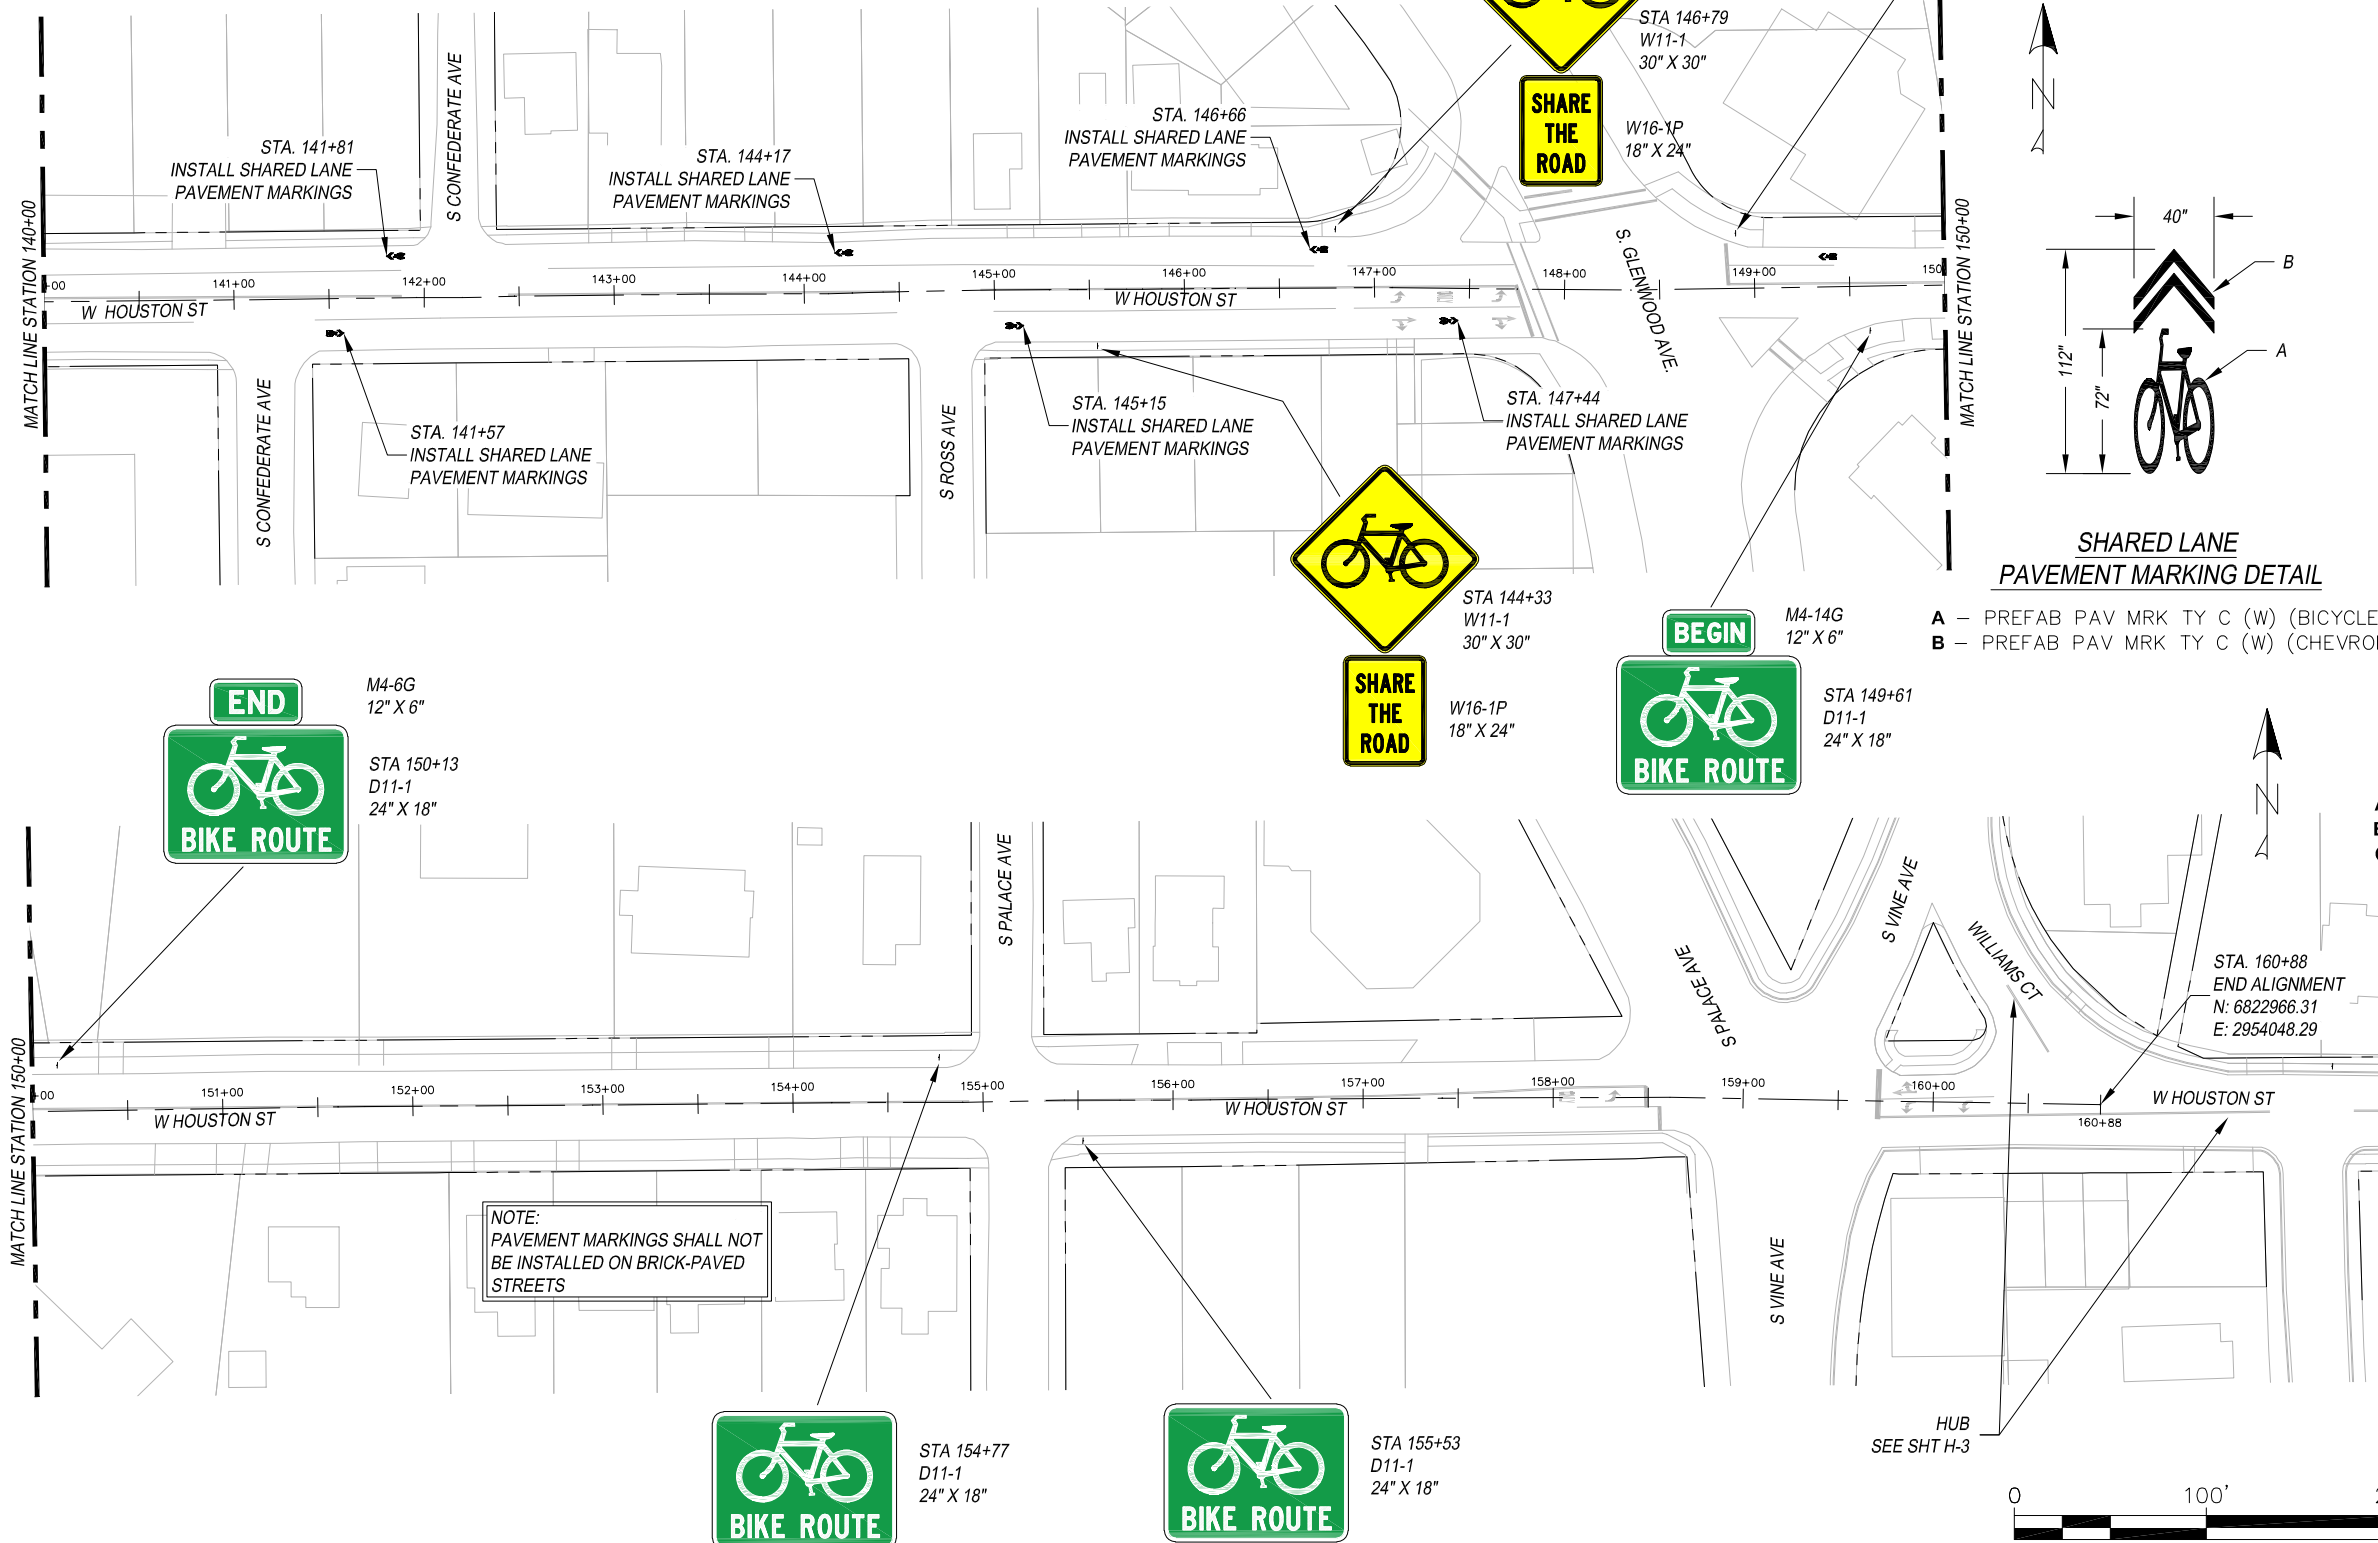 STA 146+79
W11-1
30" X 30"
SHARE
THE
ROAD
W16-1P
18" X 24"
N
S CONFEDERATE AVE
STA. 141+81
INSTALL SHARED LANE
PAVEMENT MARKINGS
STA. 144+17
INSTALL SHARED LANE
PAVEMENT MARKINGS
STA. 146+66
INSTALL SHARED LANE
PAVEMENT MARKINGS
MATCH LINE STATION 140+00
MATCH LINE STATION 150+00
S. GLENWOOD AVE.
+00
141+00
142+00
143+00
144+00
145+00
146+00
147+00
148+00
149+00
150
W HOUSTON ST
W HOUSTON ST
40"
112"
72"
B
A
SHARED LANE
PAVEMENT MARKING DETAIL
A – PREFAB PAV MRK TY C (W) (BICYCLE
B – PREFAB PAV MRK TY C (W) (CHEVRO
S CONFEDERATE AVE
STA. 141+57
INSTALL SHARED LANE
PAVEMENT MARKINGS
S ROSS AVE
STA. 145+15
INSTALL SHARED LANE
PAVEMENT MARKINGS
STA. 147+44
INSTALL SHARED LANE
PAVEMENT MARKINGS
STA 144+33
W11-1
30" X 30"
SHARE
THE
ROAD
W16-1P
18" X 24"
BEGIN
M4-14G
12" X 6"
BIKE ROUTE
STA 149+61
D11-1
24" X 18"
END
M4-6G
12" X 6"
BIKE ROUTE
STA 150+13
D11-1
24" X 18"
N
S PALACE AVE
S PALACE AVE
S VINE AVE
WILLIAMS CT
STA. 160+88
END ALIGNMENT
N: 6822966.31
E: 2954048.29
MATCH LINE STATION 150+00
+00
151+00
152+00
153+00
154+00
155+00
156+00
157+00
158+00
159+00
160+00
160+88
W HOUSTON ST
W HOUSTON ST
W HOUSTON ST
NOTE:
PAVEMENT MARKINGS SHALL NOT
BE INSTALLED ON BRICK-PAVED
STREETS
S VINE AVE
BIKE ROUTE
STA 154+77
D11-1
24" X 18"
BIKE ROUTE
STA 155+53
D11-1
24" X 18"
HUB
SEE SHT H-3
0
100'